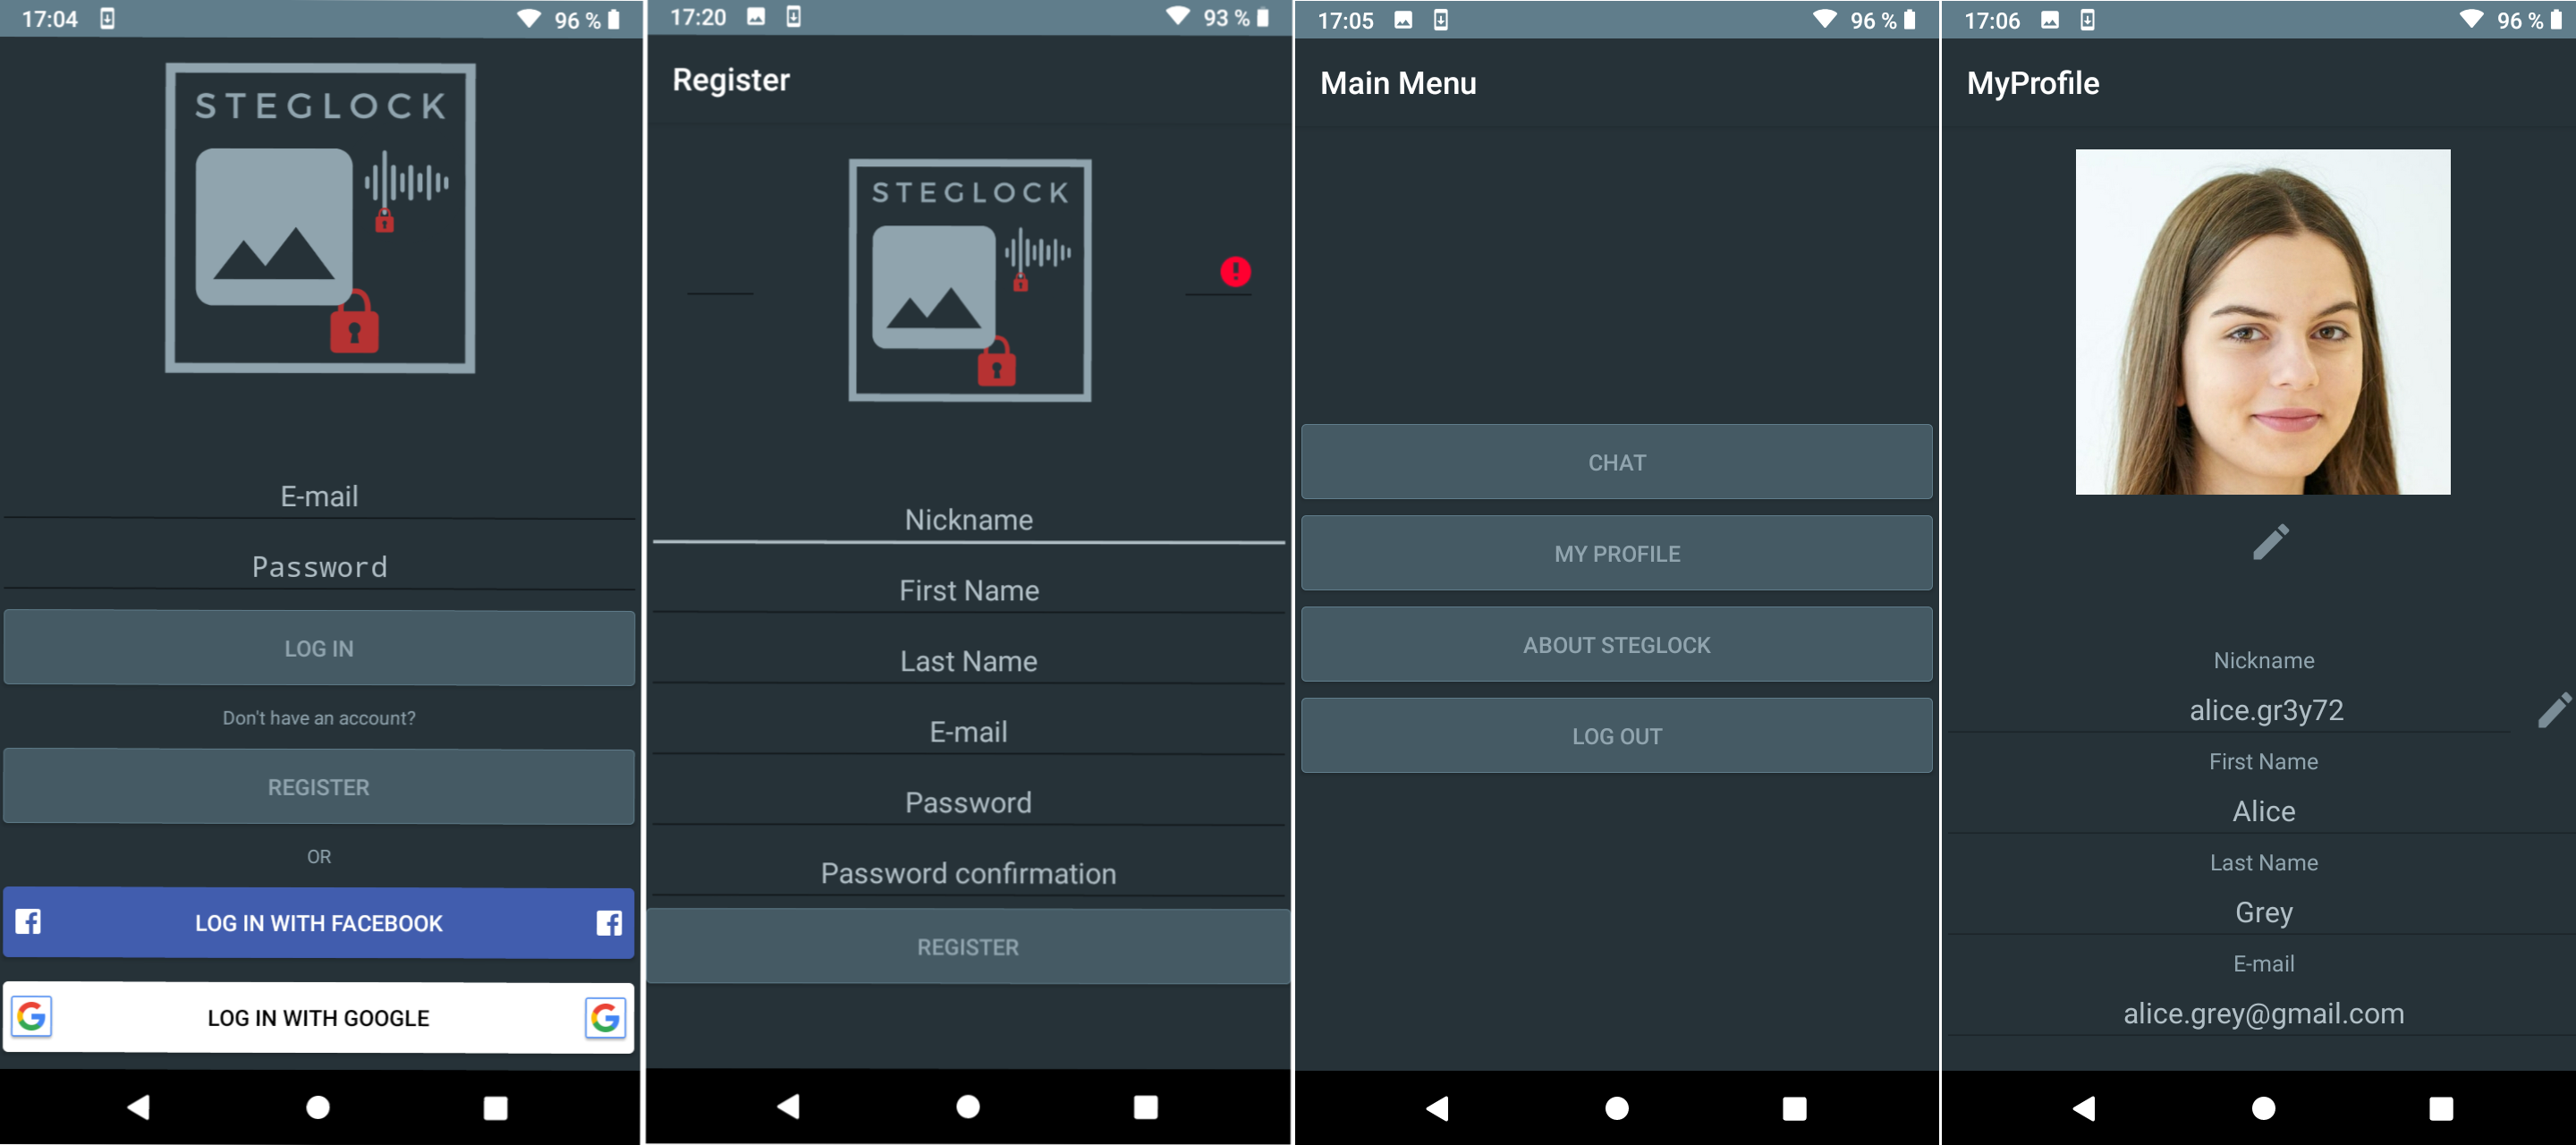 17:04
96 %
STEGLOCK
E-mail
Password
LOG IN
Don't have an account?
REGISTER
OR
LOG IN WITH FACEBOOK
LOG IN WITH GOOGLE
17:20
93 %
Register
STEGLOCK
Nickname
First Name
Last Name
E-mail
Password
Password confirmation
REGISTER
17:05
96 %
Main Menu
CHAT
MY PROFILE
ABOUT STEGLOCK
LOG OUT
17:06
96 %
MyProfile
Nickname
alice.gr3y72
First Name
Alice
Last Name
Grey
E-mail
alice.grey@gmail.com